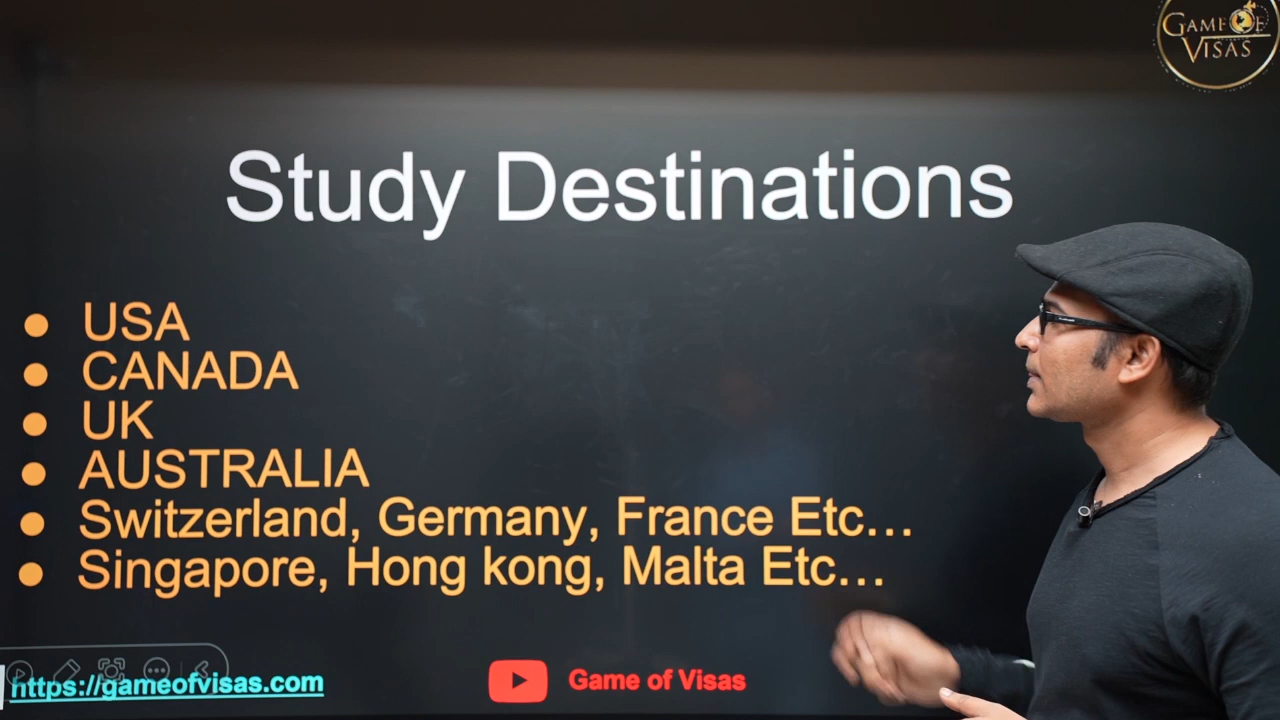 GAME OF
VISAS
Study Destinations
● USA
● CANADA
● UK
● AUSTRALIA
● Switzerland, Germany, France Etc...
● Singapore, Hong kong, Malta Etc...
https://gameofvisas.com
Game of Visas